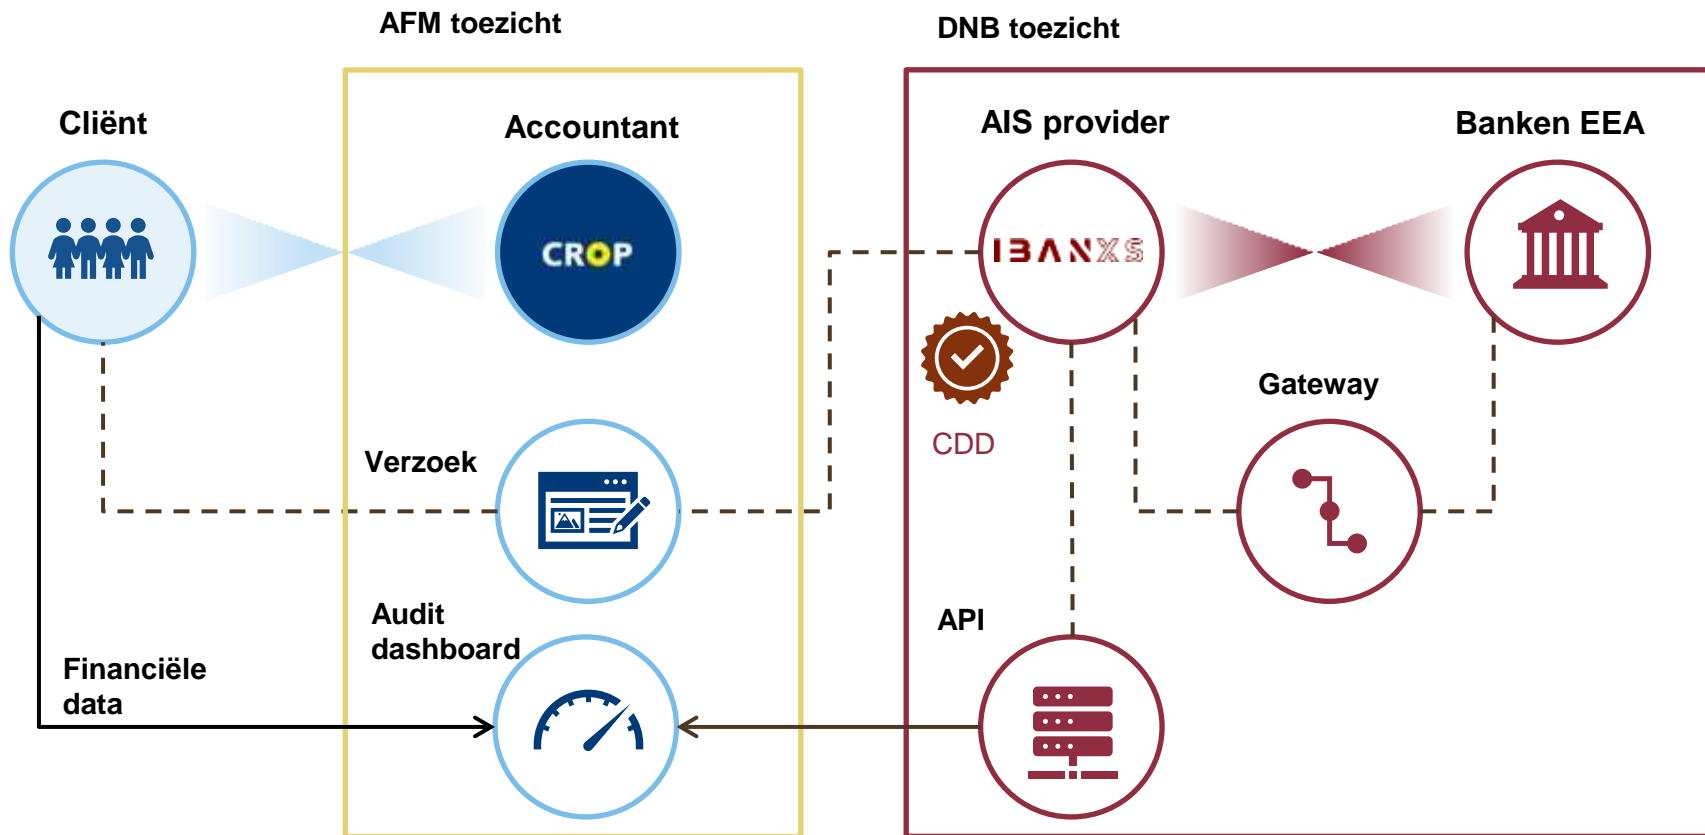 AFM toezicht
DNB toezicht
Cliënt
Accountant
AIS provider
Banken EEA
CROP
IBANXS
Gateway
CDD
Verzoek
Audit
dashboard
API
Financiële
data